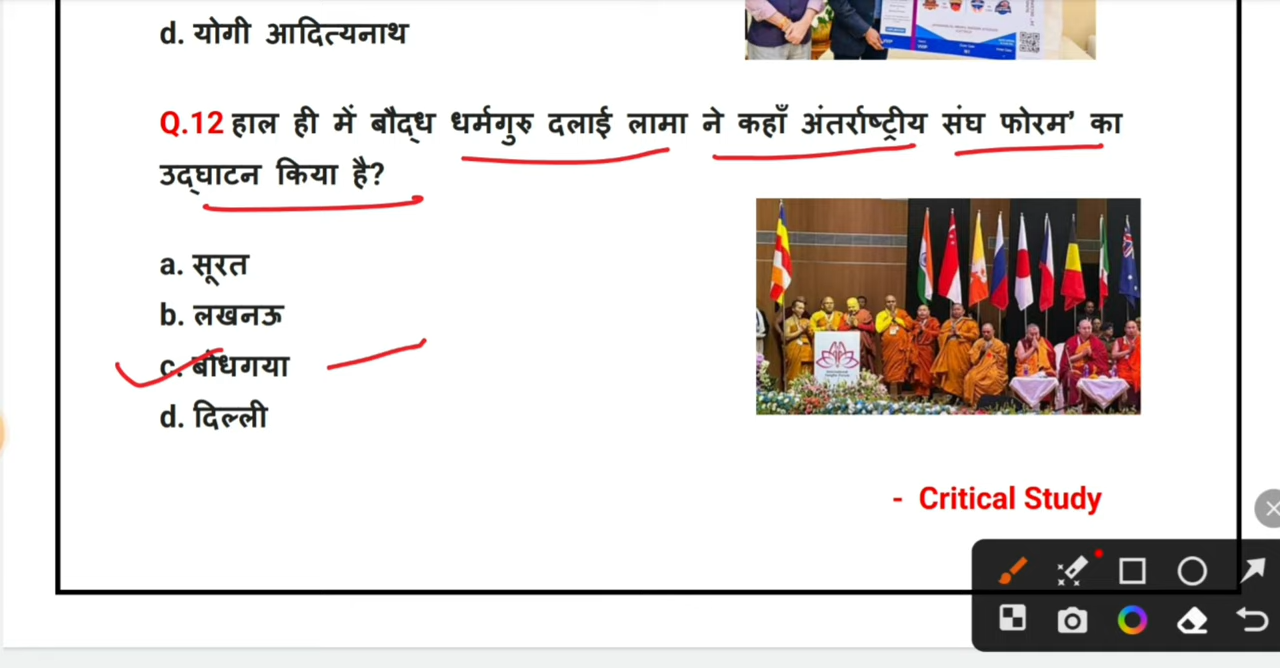 d. योगी आदित्यनाथ
Q.12 हाल ही में बौद्ध धर्मगुरु दलाई लामा ने कहाँ अंतर्राष्ट्रीय संघ फोरम' का
उद्घाटन किया है?
a. सूरत
b. लखनऊ
c. बोधगया
d. दिल्ली
- Critical Study